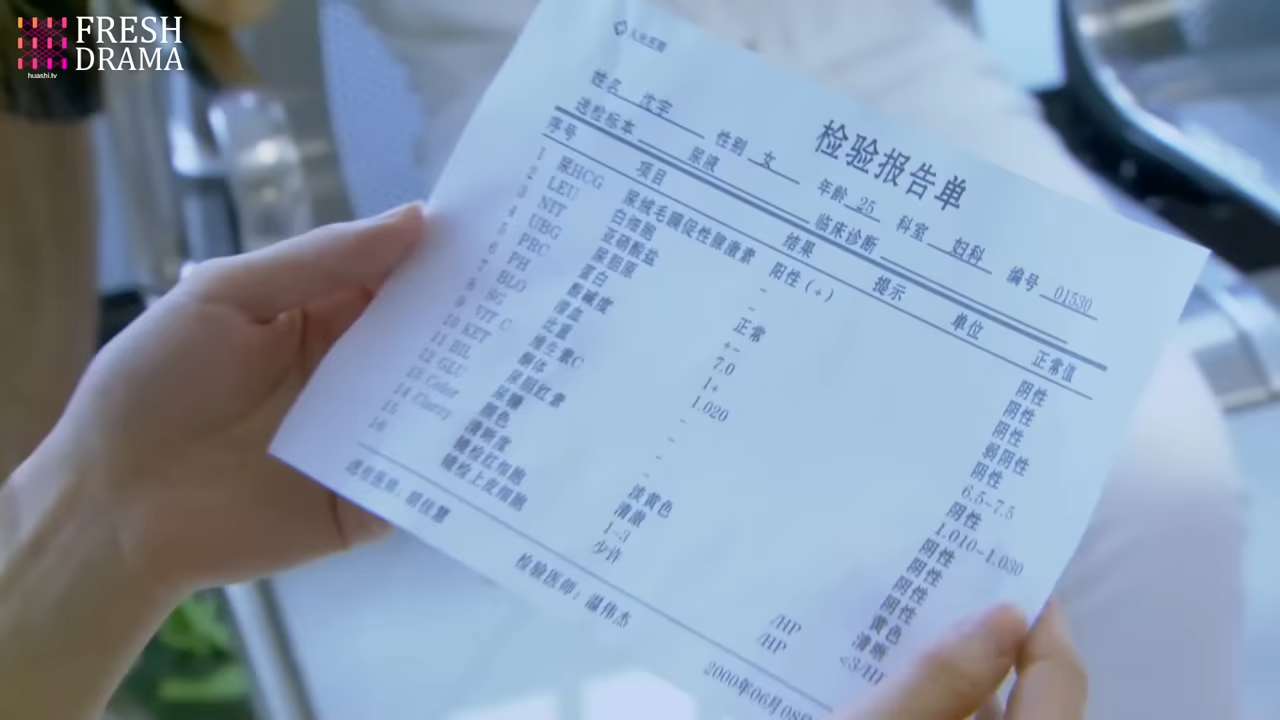 FRESH
DRAMA
huashi.tv
检验报告单
姓名 沈宇 性别 女 年龄 25 科室 妇科 编号 01530
送检标本 尿液 临床诊断
序号 项目 结果 提示 单位 正常值
1 尿HCG 尿绒毛膜促性腺激素 阳性(+) 阴性
2 LEU 白细胞 - 阴性
3 NIT 亚硝酸盐 - 阴性
4 UBG 尿胆原 正常 弱阴性
5 PBC 蛋白 +- 阴性
6 PH 酸碱度 7.0 6.5-7.5
7 BLO 潜血 1+ 阴性
8 SG 比重 1.020 1.010-1.030
9 VIT C 维生素C - 阴性
10 KET 酮体 - 阴性
11 BIL 尿胆红素 - 阴性
12 GLU 尿糖 - 阴性
13 Color 颜色 淡黄色 黄色
14 Clarity 清晰度 清澈 清晰
15 镜检红细胞 1-3 /HP <3/HP
16 镜检上皮细胞 少许 /HP
送检医师: 检验医师:温伟杰 2000年06月08日